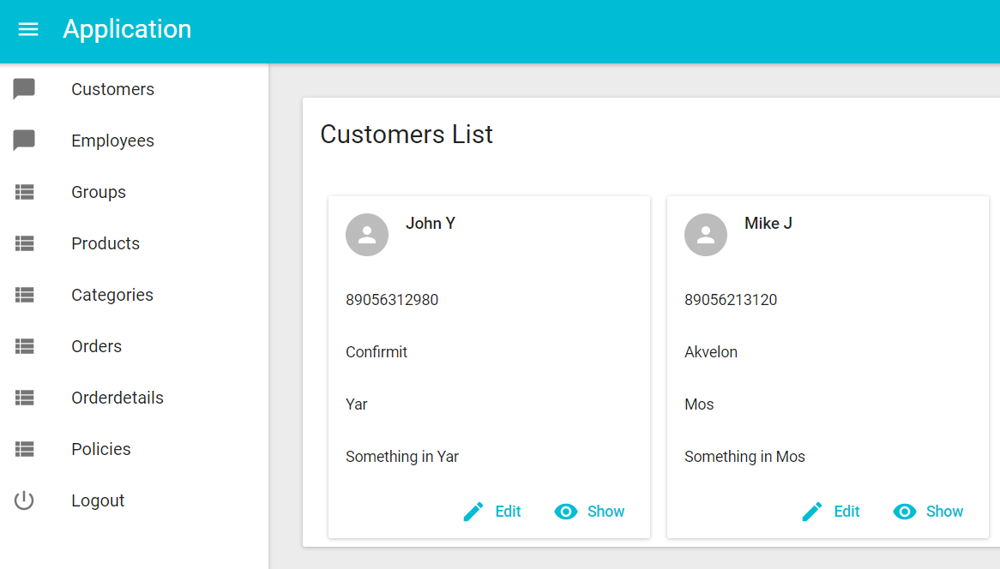 Application
Customers
Employees
Groups
Products
Categories
Orders
Orderdetails
Policies
Logout
Customers List
John Y
89056312980
Confirmit
Yar
Something in Yar
Edit Show
Mike J
89056213120
Akvelon
Mos
Something in Mos
Edit Show